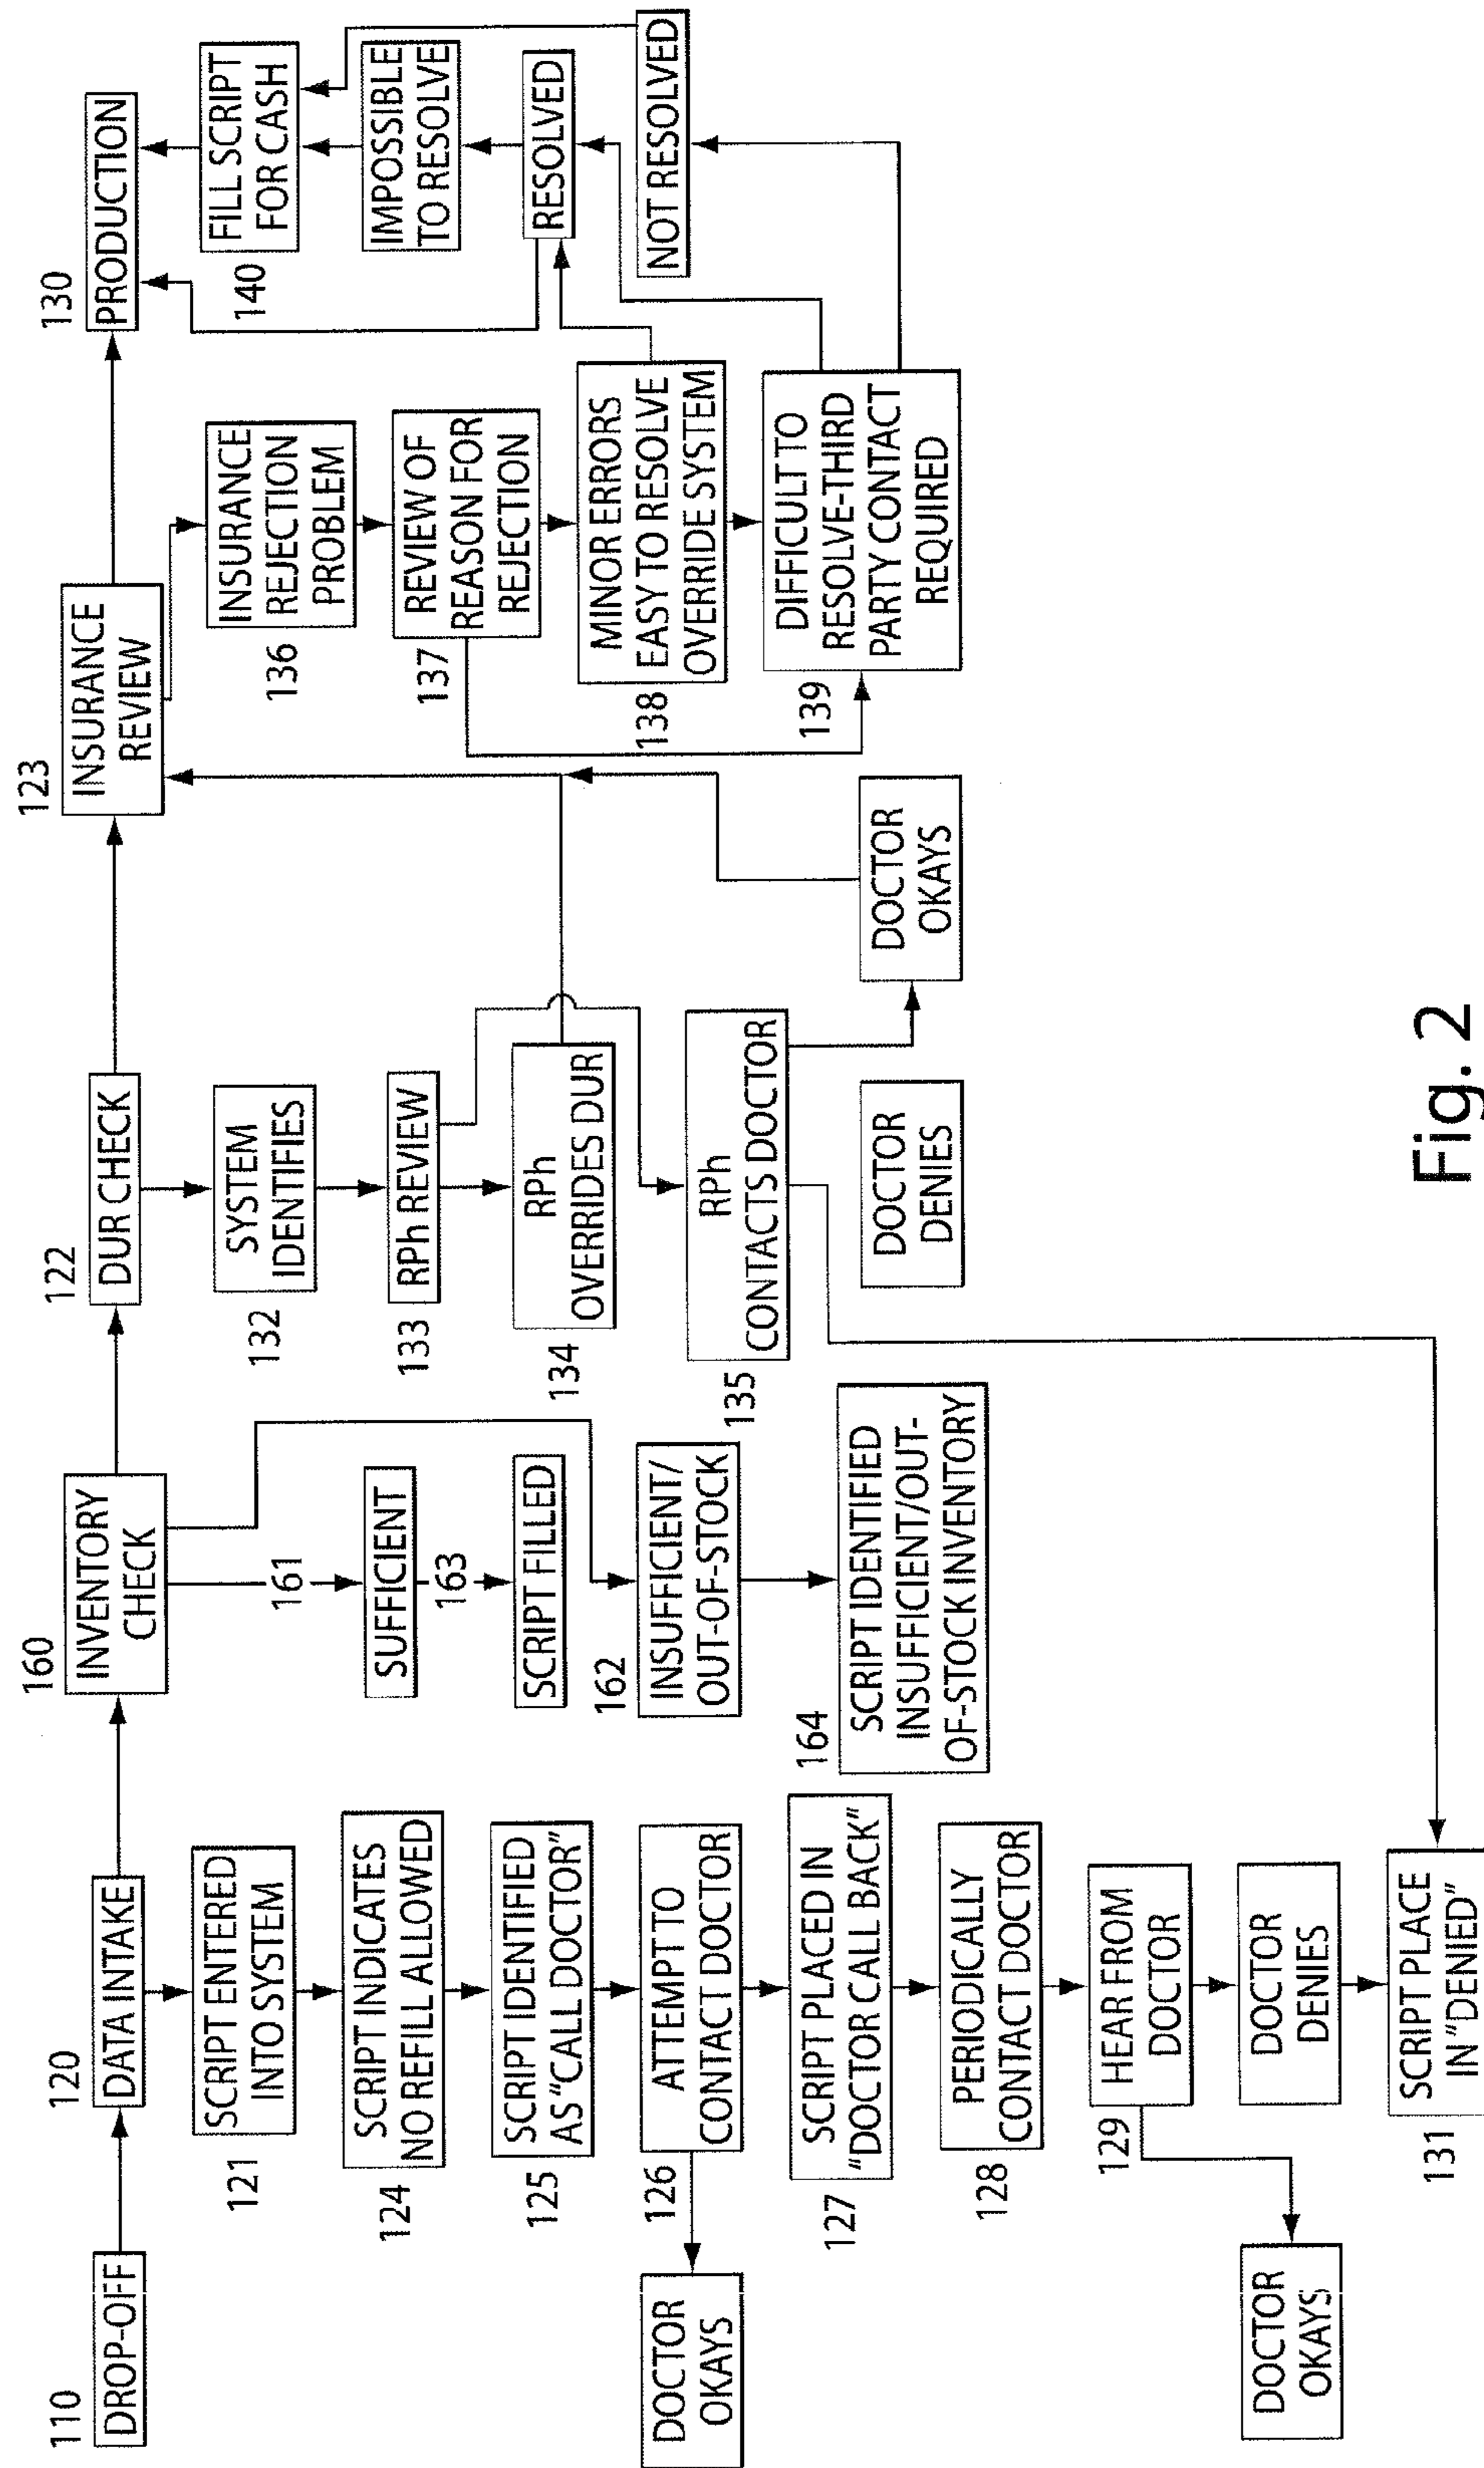 110
DROP-OFF
120
DATA INTAKE
121
SCRIPT ENTERED
INTO SYSTEM
124
SCRIPT INDICATES
NO REFILL ALLOWED
125
SCRIPT IDENTIFIED
AS "CALL DOCTOR"
126
ATTEMPT TO
CONTACT DOCTOR
DOCTOR
OKAYS
127
SCRIPT PLACED IN
"DOCTOR CALL BACK"
128
PERIODICALLY
CONTACT DOCTOR
129
HEAR FROM
DOCTOR
DOCTOR
OKAYS
DOCTOR
DENIES
131
SCRIPT PLACE
IN "DENIED"
160
INVENTORY
CHECK
161
SUFFICIENT
163
SCRIPT FILLED
162
INSUFFICIENT/
OUT-OF-STOCK
164
SCRIPT IDENTIFIED
INSUFFICIENT/OUT-
OF-STOCK INVENTORY
122
DUR CHECK
132
SYSTEM
IDENTIFIES
133
RPh REVIEW
134
RPh
OVERRIDES DUR
135
RPh
CONTACTS DOCTOR
DOCTOR
DENIES
DOCTOR
OKAYS
123
INSURANCE
REVIEW
136
INSURANCE
REJECTION
PROBLEM
137
REVIEW OF
REASON FOR
REJECTION
138
MINOR ERRORS
EASY TO RESOLVE
OVERRIDE SYSTEM
139
DIFFICULT TO
RESOLVE-THIRD
PARTY CONTACT
REQUIRED
130
PRODUCTION
140
FILL SCRIPT
FOR CASH
IMPOSSIBLE
TO RESOLVE
RESOLVED
NOT RESOLVED
Fig. 2